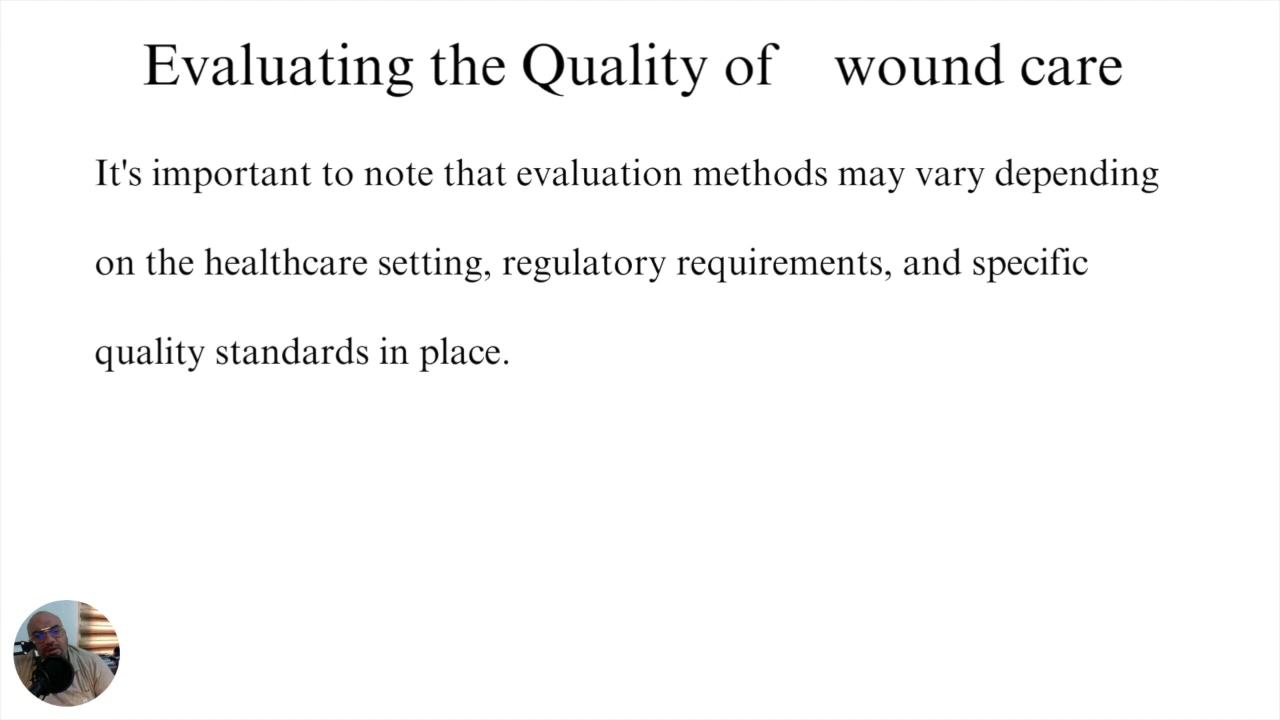 Evaluating the Quality of wound care
It's important to note that evaluation methods may vary depending
on the healthcare setting, regulatory requirements, and specific
quality standards in place.